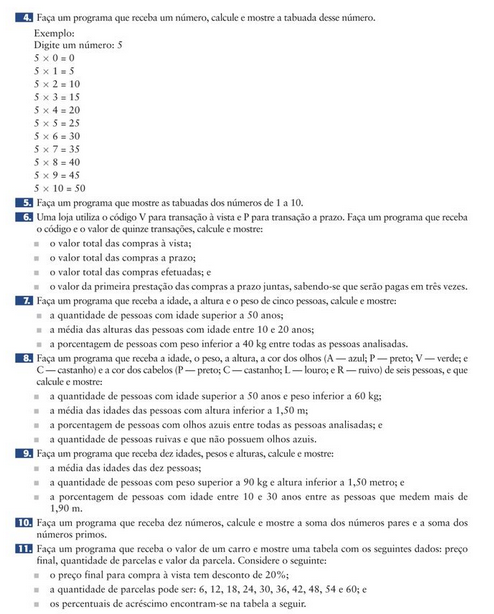 4. Faça um programa que receba um número, calcule e mostre a tabuada desse número.
Exemplo:
Digite um número: 5
5 × 0 = 0
5 × 1 = 5
5 × 2 = 10
5 × 3 = 15
5 × 4 = 20
5 × 5 = 25
5 × 6 = 30
5 × 7 = 35
5 × 8 = 40
5 × 9 = 45
5 × 10 = 50
5. Faça um programa que mostre as tabuadas dos números de 1 a 10.
6. Uma loja utiliza o código V para transação à vista e P para transação a prazo. Faça um programa que receba
o código e o valor de quinze transações, calcule e mostre:
■ o valor total das compras à vista;
■ o valor total das compras a prazo;
■ o valor total das compras efetuadas; e
■ o valor da primeira prestação das compras a prazo juntas, sabendo-se que serão pagas em três vezes.
7. Faça um programa que receba a idade, a altura e o peso de cinco pessoas, calcule e mostre:
■ a quantidade de pessoas com idade superior a 50 anos;
■ a média das alturas das pessoas com idade entre 10 e 20 anos;
■ a porcentagem de pessoas com peso inferior a 40 kg entre todas as pessoas analisadas.
8. Faça um programa que receba a idade, o peso, a altura, a cor dos olhos (A — azul; P — preto; V — verde; e
C — castanho) e a cor dos cabelos (P — preto; C — castanho; L — louro; e R — ruivo) de seis pessoas, e que
calcule e mostre:
■ a quantidade de pessoas com idade superior a 50 anos e peso inferior a 60 kg;
■ a média das idades das pessoas com altura inferior a 1,50 m;
■ a porcentagem de pessoas com olhos azuis entre todas as pessoas analisadas; e
■ a quantidade de pessoas ruivas e que não possuem olhos azuis.
9. Faça um programa que receba dez idades, pesos e alturas, calcule e mostre:
■ a média das idades das dez pessoas;
■ a quantidade de pessoas com peso superior a 90 kg e altura inferior a 1,50 metro; e
■ a porcentagem de pessoas com idade entre 10 e 30 anos entre as pessoas que medem mais de
1,90 m.
10. Faça um programa que receba dez números, calcule e mostre a soma dos números pares e a soma dos
números primos.
11. Faça um programa que receba o valor de um carro e mostre uma tabela com os seguintes dados: preço
final, quantidade de parcelas e valor da parcela. Considere o seguinte:
■ o preço final para compra à vista tem desconto de 20%;
■ a quantidade de parcelas pode ser: 6, 12, 18, 24, 30, 36, 42, 48, 54 e 60; e
■ os percentuais de acréscimo encontram-se na tabela a seguir.